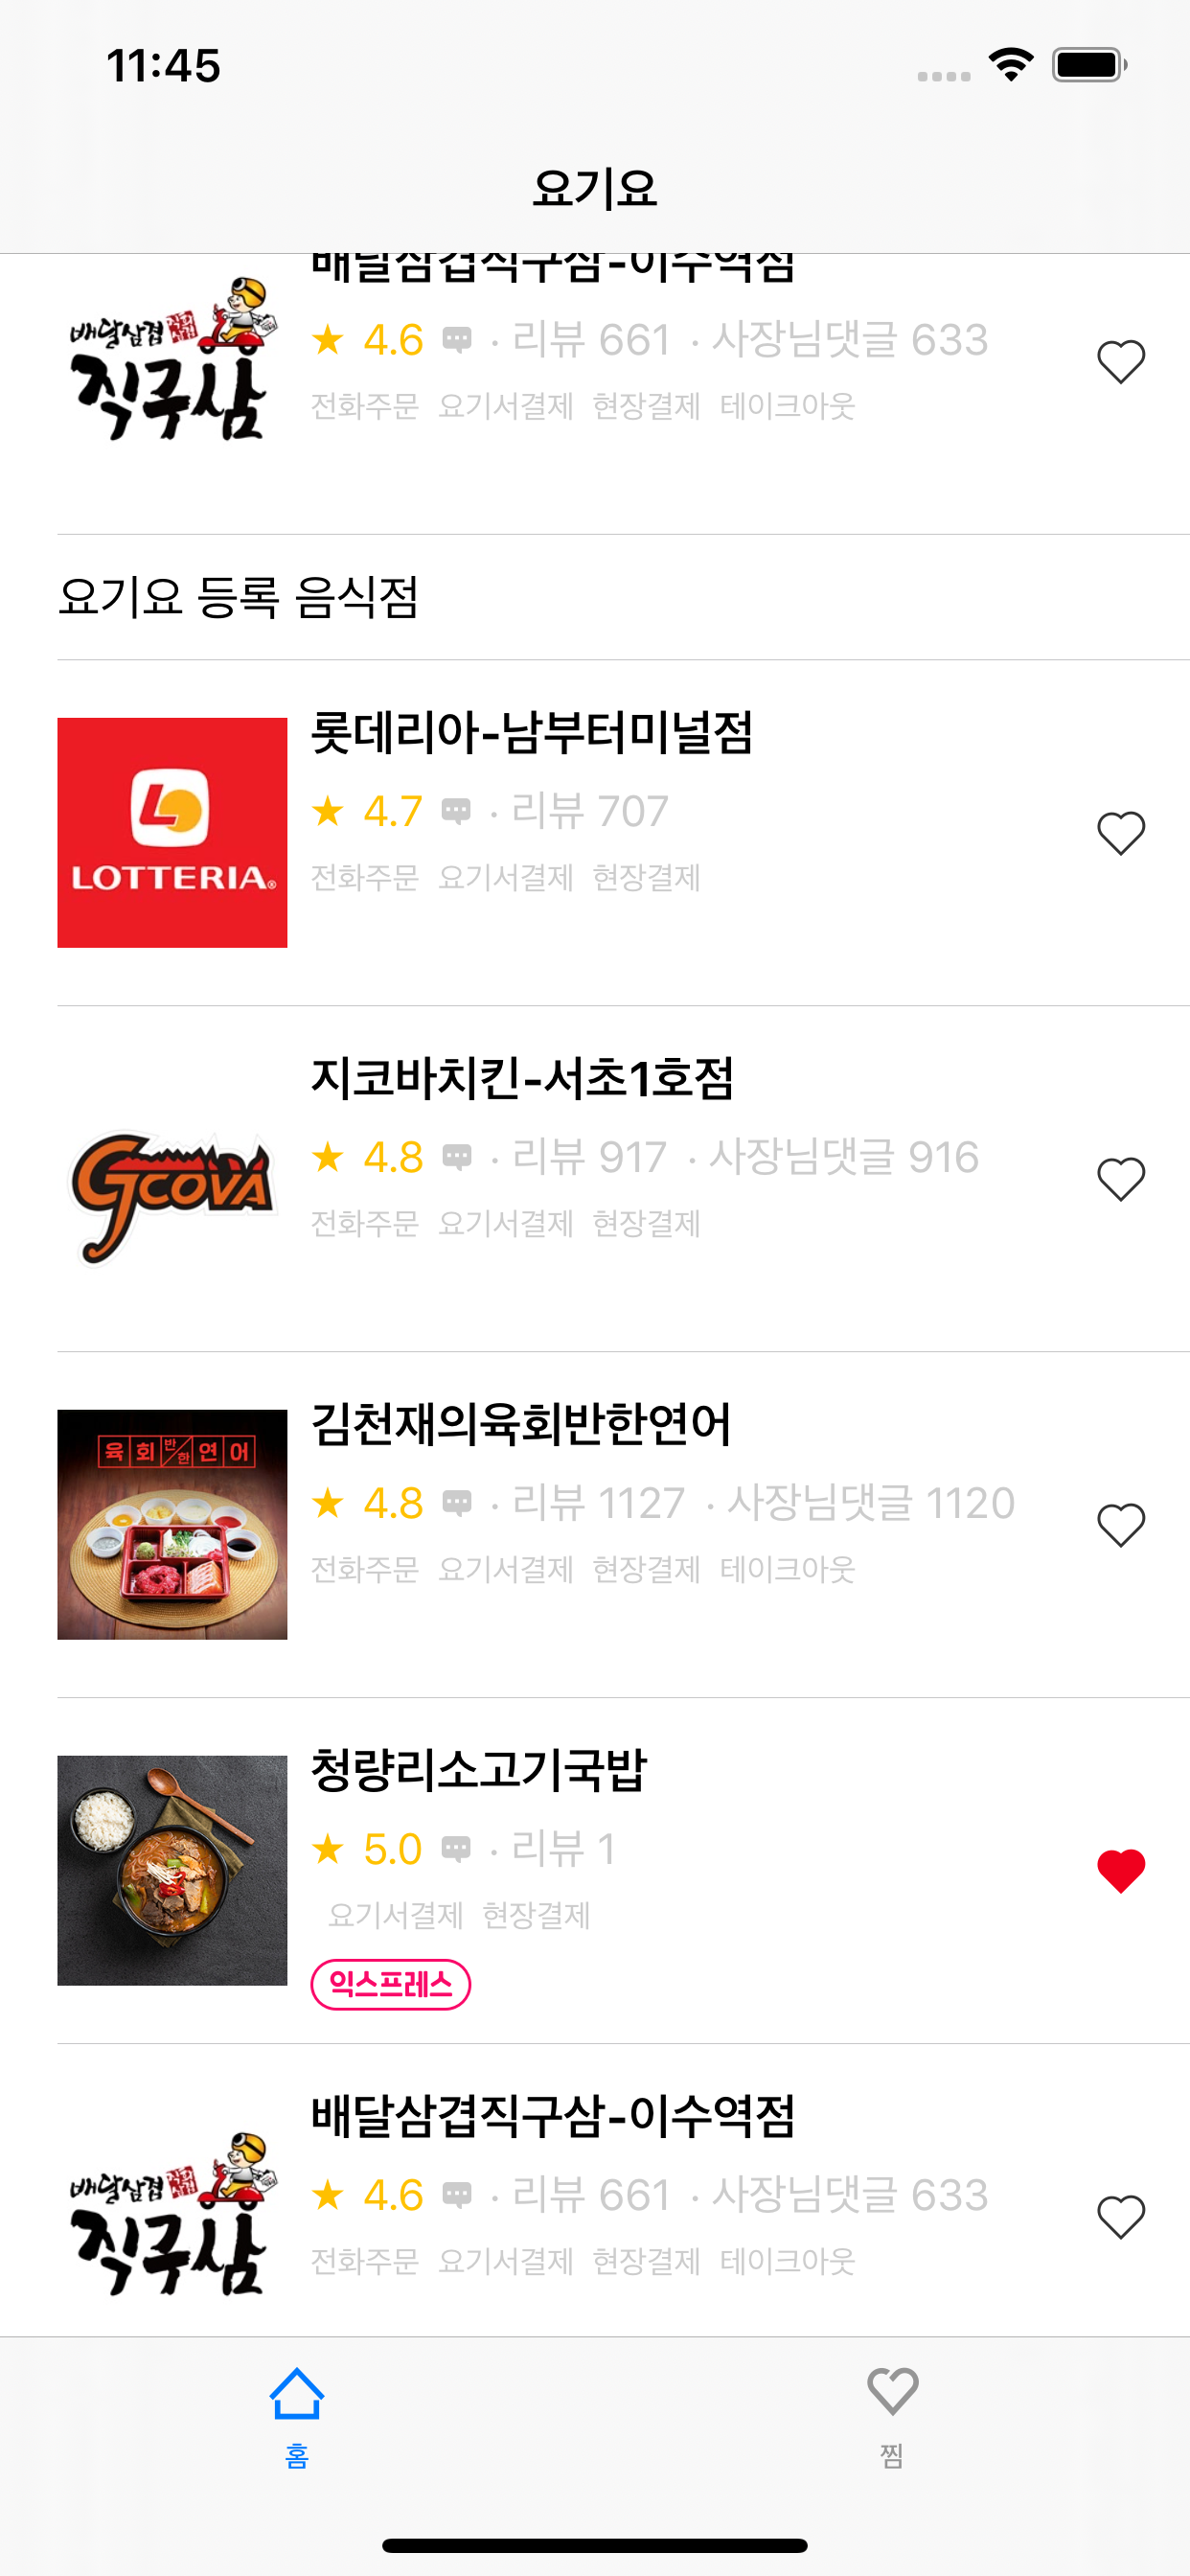 11:45
요기요
배달삼겹직구삼-이수역점
배달삼겹
직구삼
★ 4.6 · 리뷰 661 · 사장님댓글 633
전화주문 요기서결제 현장결제 테이크아웃
요기요 등록 음식점
롯데리아-남부터미널점
LOTTERIA®
★ 4.7 · 리뷰 707
전화주문 요기서결제 현장결제
지코바치킨-서초1호점
GCOVA
★ 4.8 · 리뷰 917 · 사장님댓글 916
전화주문 요기서결제 현장결제
김천재의육회반한연어
육회반한연어
★ 4.8 · 리뷰 1127 · 사장님댓글 1120
전화주문 요기서결제 현장결제 테이크아웃
청량리소고기국밥
★ 5.0 · 리뷰 1
요기서결제 현장결제
익스프레스
배달삼겹직구삼-이수역점
배달삼겹
직구삼
★ 4.6 · 리뷰 661 · 사장님댓글 633
전화주문 요기서결제 현장결제 테이크아웃
홈 찜